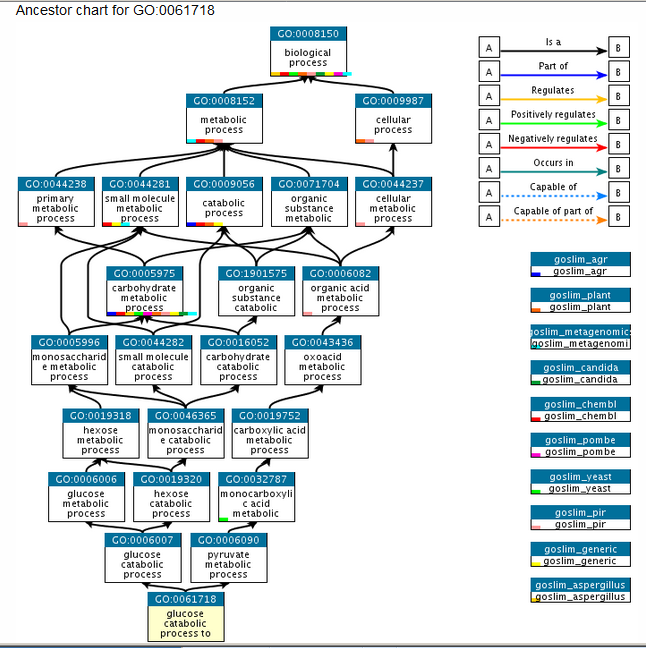 Ancestor chart for GO:0061718
GO:0008150
biological
process
GO:0008152
metabolic
process
GO:0009987
cellular
process
GO:0044238
primary
metabolic
process
GO:0044281
small molecule
metabolic
process
GO:0009056
catabolic
process
GO:0071704
organic
substance
metabolic
GO:0044237
cellular
metabolic
process
GO:0005975
carbohydrate
metabolic
process
GO:1901575
organic
substance
catabolic
GO:0006082
organic acid
metabolic
process
GO:0005996
monosaccharid
e metabolic
process
GO:0044282
small molecule
catabolic
process
GO:0016052
carbohydrate
catabolic
process
GO:0043436
oxoacid
metabolic
process
GO:0019318
hexose
metabolic
process
GO:0046365
monosaccharid
e catabolic
process
GO:0019752
carboxylic acid
metabolic
process
GO:0006006
glucose
metabolic
process
GO:0019320
hexose
catabolic
process
GO:0032787
monocarboxyli
c acid
metabolic
GO:0006007
glucose
catabolic
process
GO:0006090
pyruvate
metabolic
process
GO:0061718
glucose
catabolic
process to
A Is a B
A Part of B
A Regulates B
A Positively regulates B
A Negatively regulates B
A Occurs in B
A Capable of B
A Capable of part of B
goslim_agr
goslim_agr
goslim_plant
goslim_plant
goslim_metagenomics
goslim_metagenomi
goslim_candida
goslim_candida
goslim_chembl
goslim_chembl
goslim_pombe
goslim_pombe
goslim_yeast
goslim_yeast
goslim_pir
goslim_pir
goslim_generic
goslim_generic
goslim_aspergillus
goslim_aspergillus